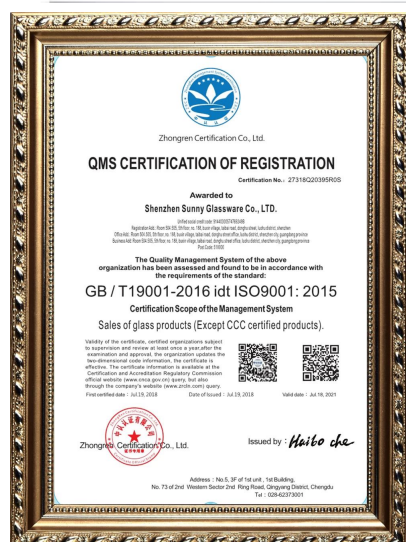 Zhongren Certification Co., Ltd.
QMS CERTIFICATION OF REGISTRATION
Certification No.: 27318Q20395R0S
Awarded to
Shenzhen Sunny Glassware Co., LTD.
The Quality Management System of the above
organization has been assessed and found to be in accordance with
the requirements of the standard:
GB / T19001-2016 idt ISO9001: 2015
Certification Scope of the Management System
Sales of glass products (Except CCC certified products).
Validity of the certificate, certified organizations subject
to supervision and review at least once a year,after the
examination and approval, the organization updates the
two-dimensional code information, the certificate is
effective. The certificate information is available at the
Certification and Accreditation Regulatory Commission
official website (www.cnca.gov.cn) query, but also
through the company's website (www.zrcln.com) query.
First certified date : Jul.19, 2018 Date of Issued : Jul.19, 2018 Valid date : Jul.18, 2021
Zhongren Certification Co., Ltd.
Issued by : Haibo che
Address : No.5, 3F of 1st unit , 1st Building,
No. 73 of 2nd Western Sector 2nd Ring Road, Qingyang District, Chengdu
Tel : 028-62373001